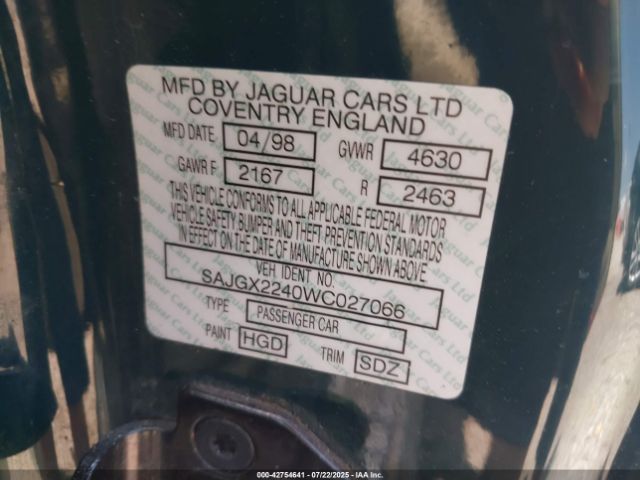 MFD BY JAGUAR CARS LTD
COVENTRY ENGLAND
MFD DATE 04/98 GVWR 4630
GAWR F 2167 R 2463
THIS VEHICLE CONFORMS TO ALL APPLICABLE FEDERAL MOTOR
VEHICLE SAFETY BUMPER AND THEFT PREVENTION STANDARDS
IN EFFECT ON THE DATE OF MANUFACTURE SHOWN ABOVE
VEH IDENT NO.
SAJGX2240WC027066
TYPE PASSENGER CAR
PAINT HGD TRIM SDZ
000-42754641 | 07/22/2025 - IAA Inc.